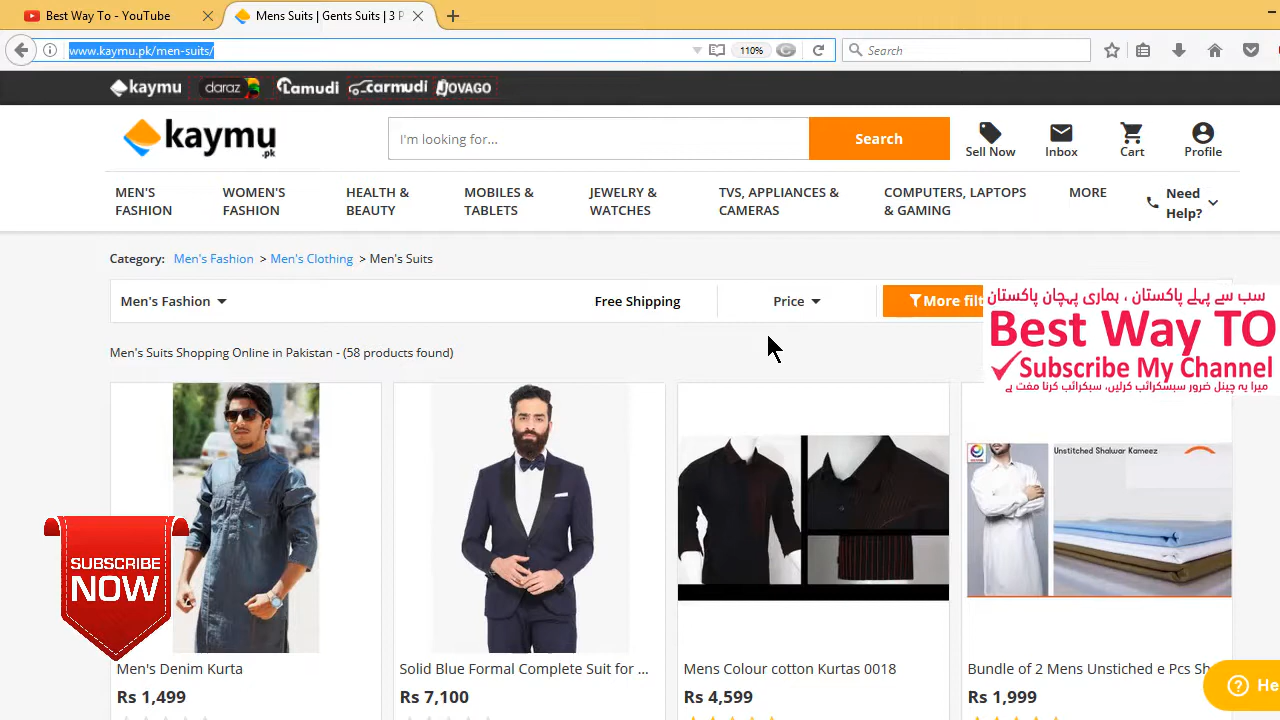 Best Way To - YouTube
Mens Suits | Gents Suits | 3 P
www.kaymu.pk/men-suits/
110%
Search
kaymu
daraz
Lamudi
carmudi
JOVAGO
kaymu.pk
I'm looking for...
Search
Sell Now
Inbox
Cart
Profile
MEN'S
FASHION
WOMEN'S
FASHION
HEALTH &
BEAUTY
MOBILES &
TABLETS
JEWELRY &
WATCHES
TVS, APPLIANCES &
CAMERAS
COMPUTERS, LAPTOPS
& GAMING
MORE
Need
Help?
Category: Men's Fashion > Men's Clothing > Men's Suits
Men's Fashion
Free Shipping
Price
More filt
سب سے پہلے پاکستان ، ہماری پہچان پاکستان
Best Way TO
Subscribe My Channel
میرا یہ چینل ضرور سبسکرائب کرلیں، سبکرائب کرنا مفت ہے
Men's Suits Shopping Online in Pakistan - (58 products found)
Unstitched Shalwar Kameez
SUBSCRIBE
NOW
Men's Denim Kurta
Rs 1,499
Solid Blue Formal Complete Suit for ...
Rs 7,100
Mens Colour cotton Kurtas 0018
Rs 4,599
Bundle of 2 Mens Unstiched e Pcs Sh
Rs 1,999
He